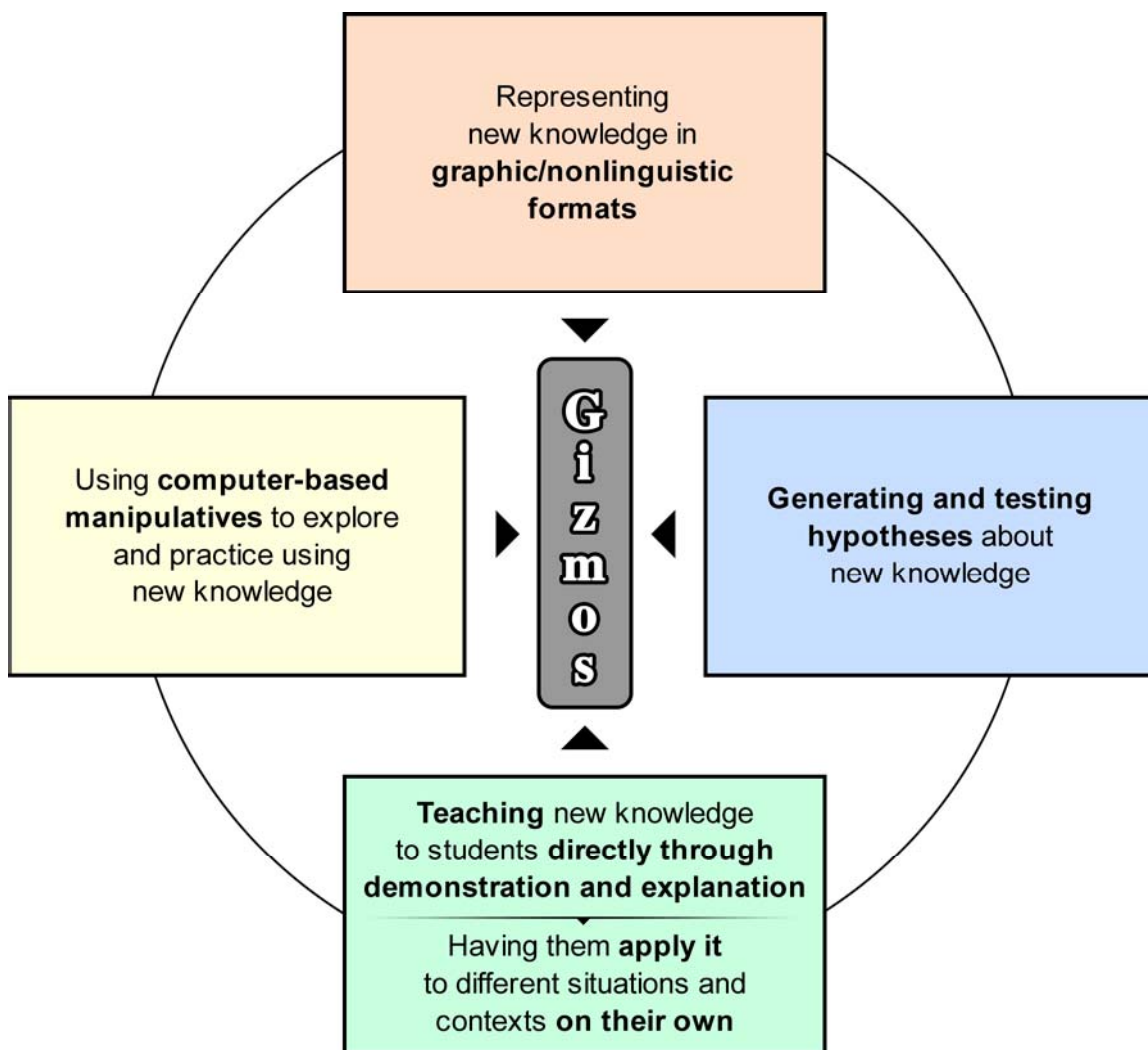 Representing
new knowledge in
graphic/nonlinguistic
formats
Using computer-based
manipulatives to explore
and practice using
new knowledge
Gizmos
Generating and testing
hypotheses about
new knowledge
Teaching new knowledge
to students directly through
demonstration and explanation
Having them apply it
to different situations and
contexts on their own